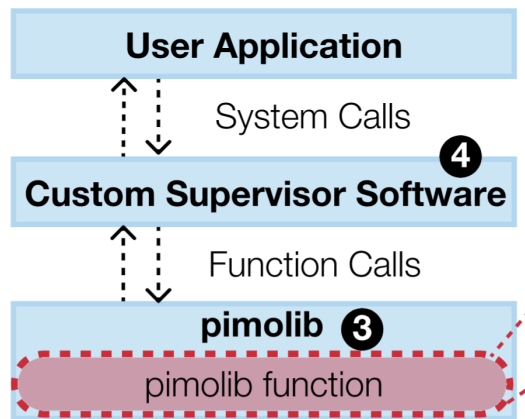 User Application
System Calls
4
Custom Supervisor Software
Function Calls
pimolib 3
pimolib function